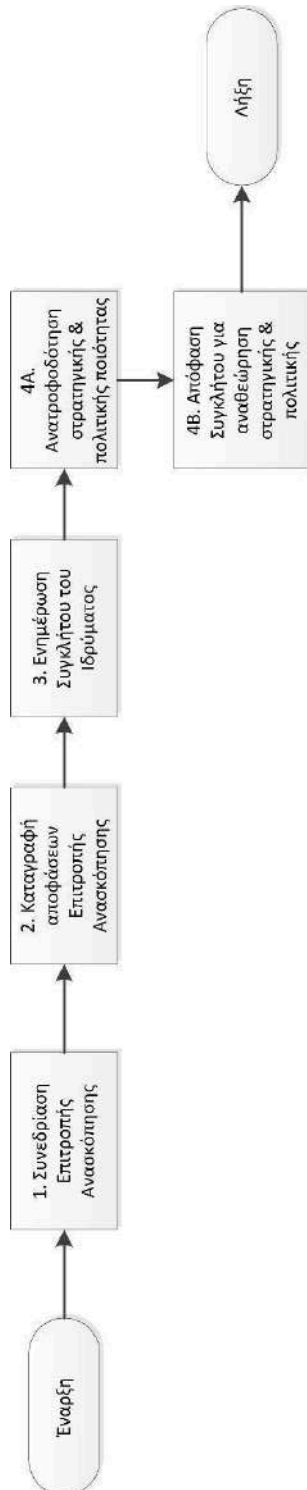 Έναρξη
1. Συνεδρίαση
Επιτροπής
Ανασκόπησης
2. Καταγραφή
αποφάσεων
Επιτροπής
Ανασκόπησης
3. Ενημέρωση
Συγκλήτου του
Ιδρύματος
4Α.
Ανατροφοδότηση
στρατηγικής &
πολιτικής ποιότητας
4Β. Απόφαση
Συγκλήτου για
αναθεώρηση
στρατηγικής &
πολιτικής
Λήξη